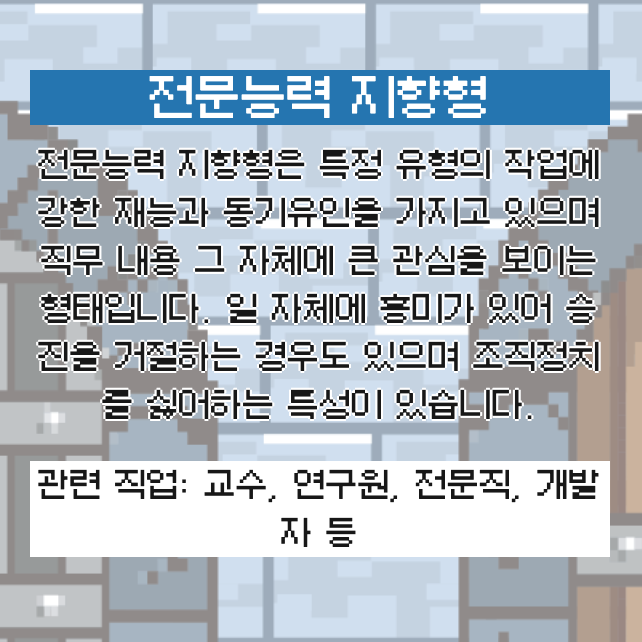 전문능력 지향형
전문능력 지향형은 특정 유형의 작업에
강한 재능과 동기유인을 가지고 있으며
직무 내용 그 자체에 큰 관심을 보이는
형태입니다. 일 자체에 흥미가 있어 승
진을 거절하는 경우도 있으며 조직정치
를 싫어하는 특성이 있습니다.
관련 직업: 교수, 연구원, 전문직, 개발
자 등